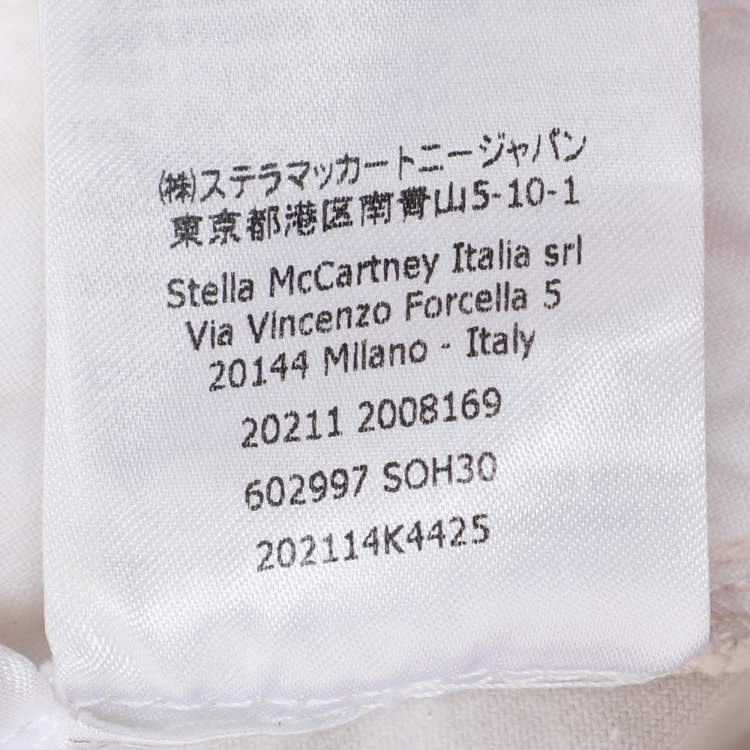 ㈱ステラマッカートニージャパン
東京都港区南青山5-10-1
Stella McCartney Italia srl
Via Vincenzo Forcella 5
20144 Milano - Italy
20211 2008169
602997 SOH30
202114K4425